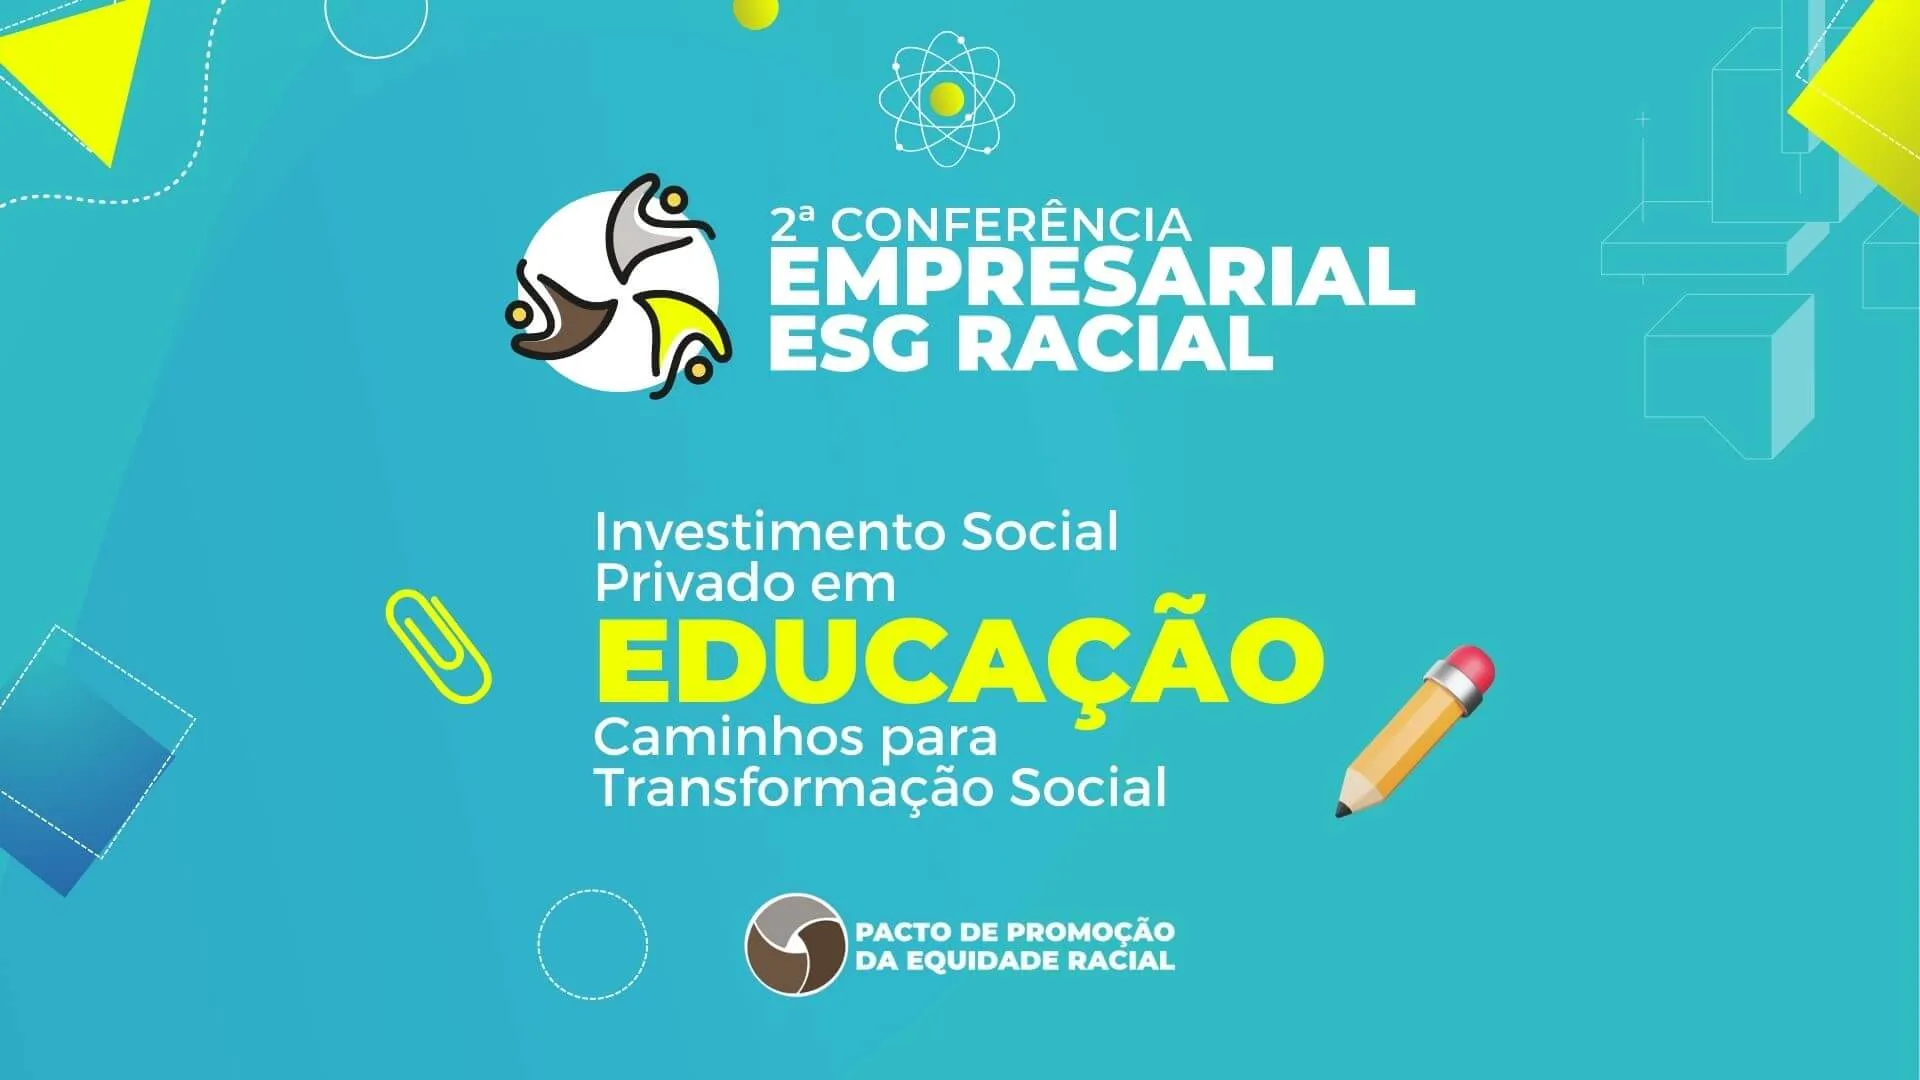 2ª CONFERÊNCIA
EMPRESARIAL
ESG RACIAL
Investimento Social
Privado em
EDUCAÇÃO
Caminhos para
Transformação Social
PACTO DE PROMOÇÃO
DA EQUIDADE RACIAL